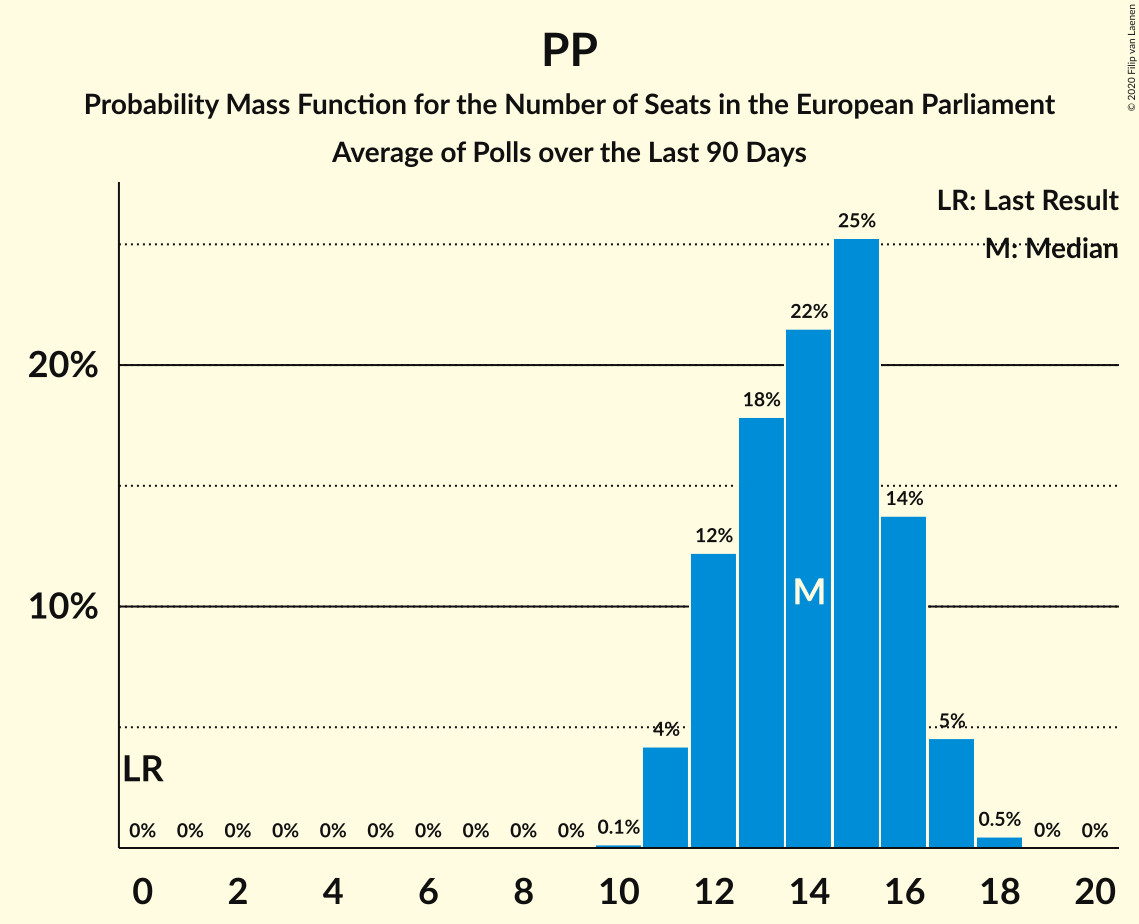 PP
Probability Mass Function for the Number of Seats in the European Parliament
Average of Polls over the Last 90 Days
© 2020 Filip van Laenen
LR: Last Result
M: Median
25%
22%
20%
18%
14%
12%
M
10%
5%
4%
LR
0% 0% 0% 0% 0% 0% 0% 0% 0% 0% 0.1% 0.5% 0% 0%
0 2 4 6 8 10 12 14 16 18 20